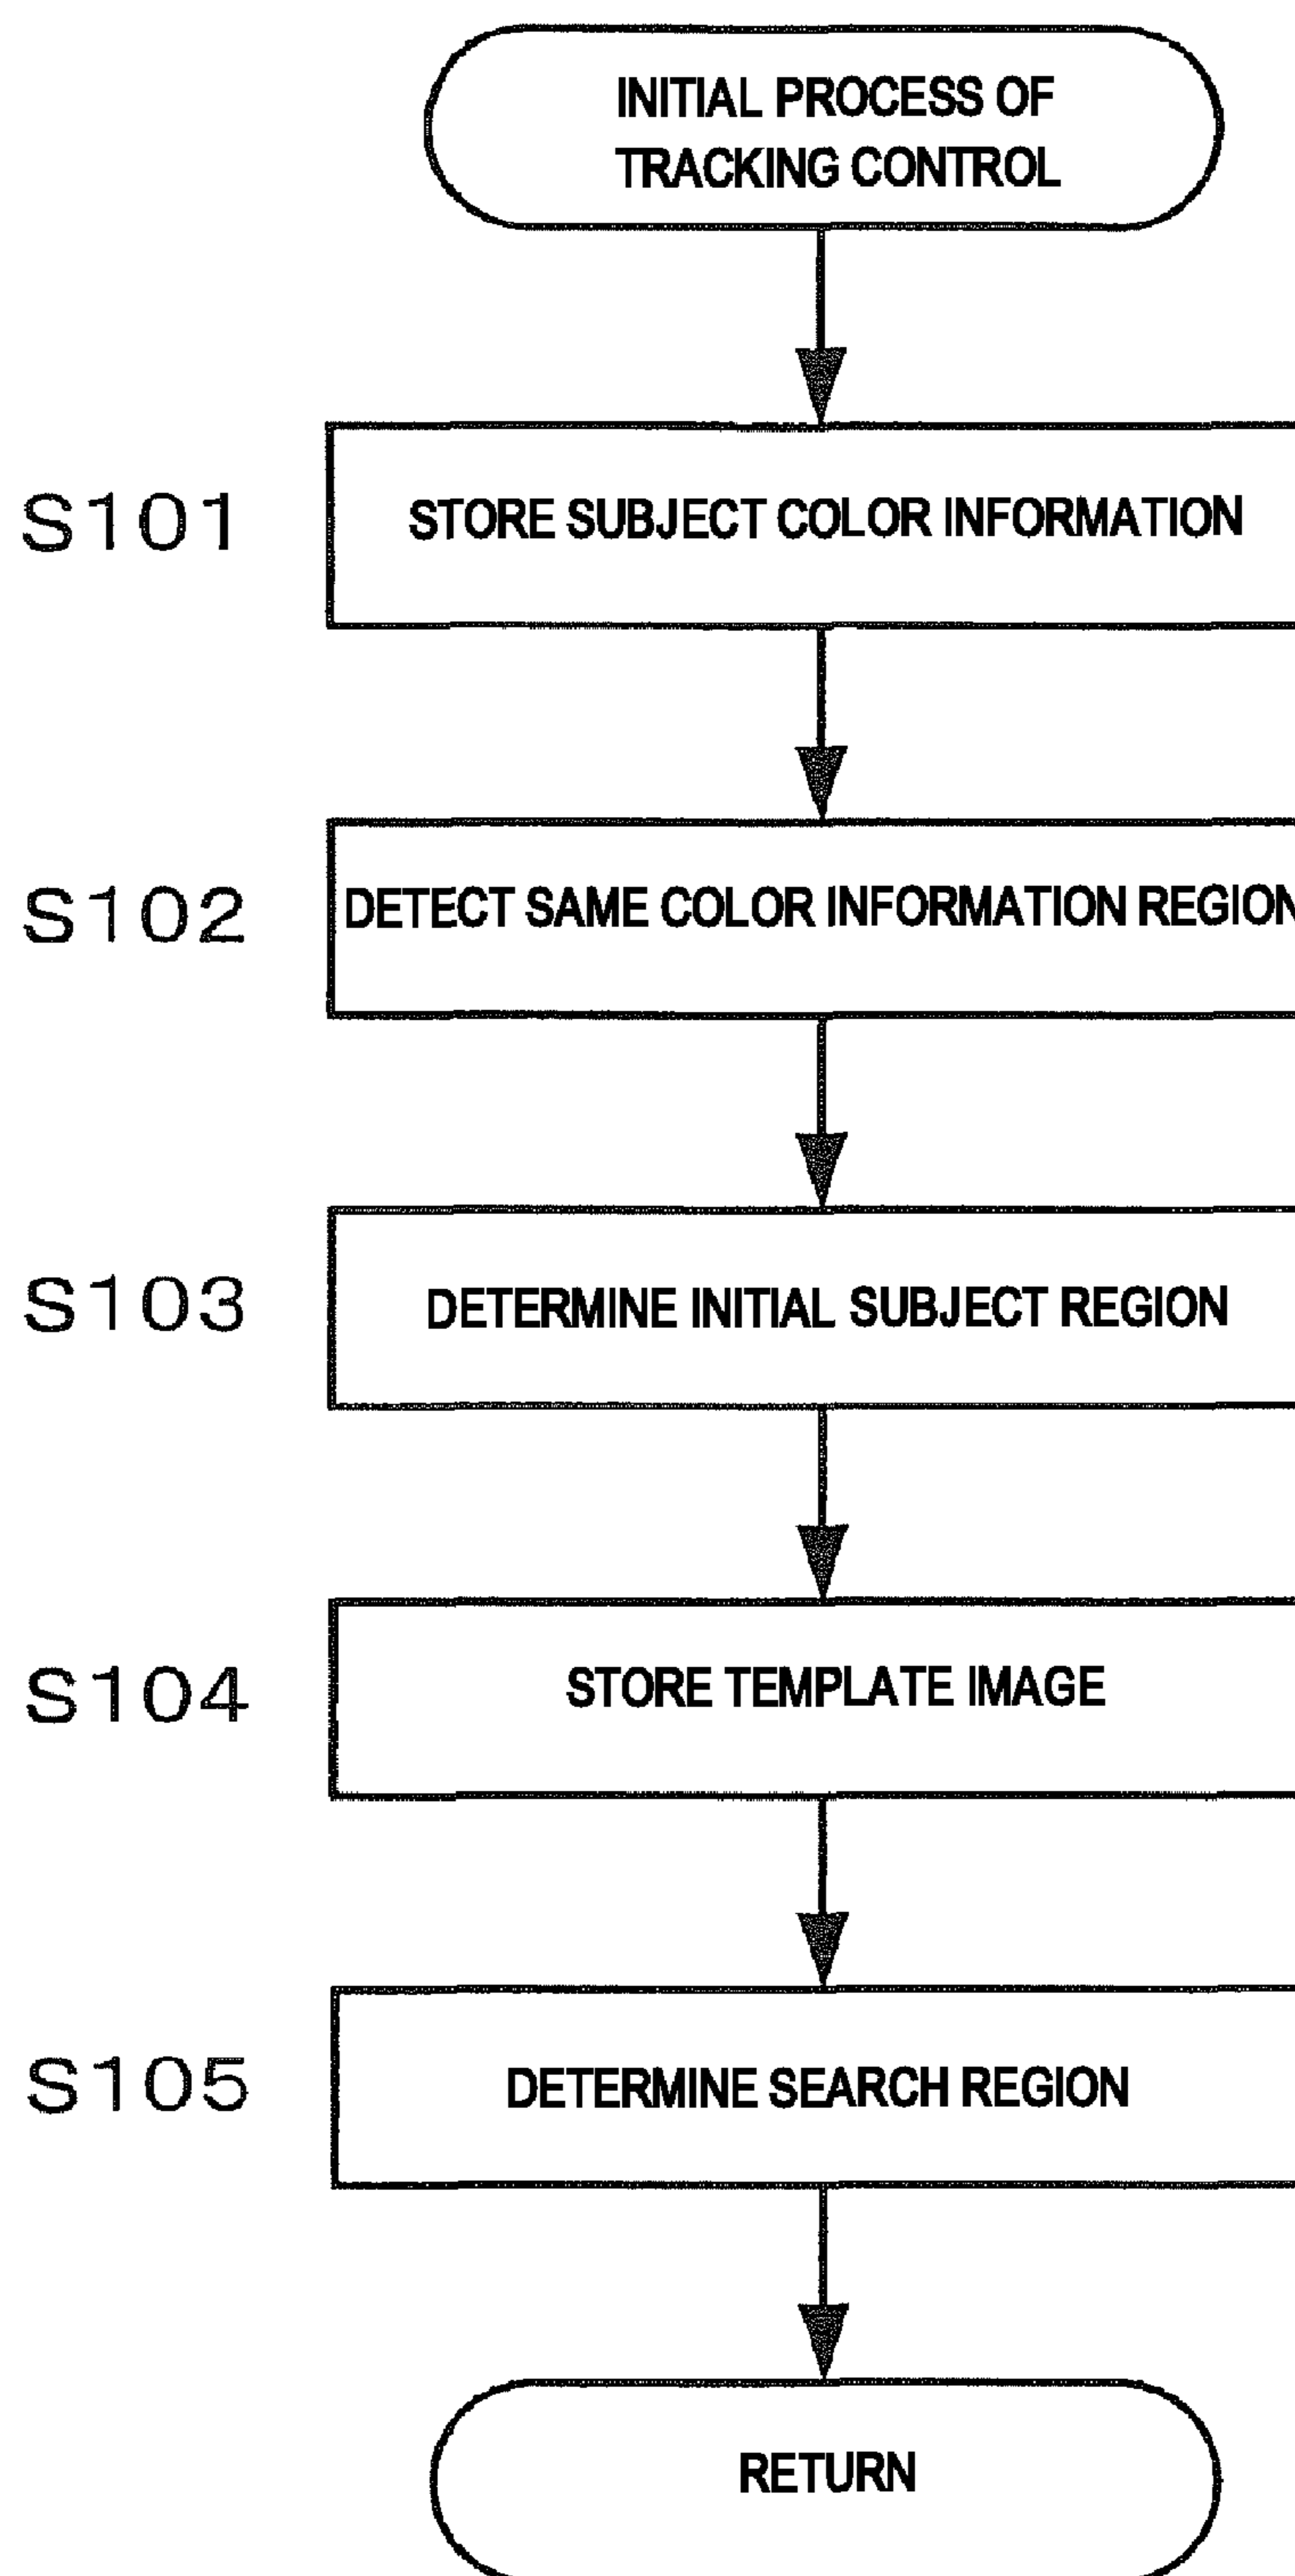 INITIAL PROCESS OF
TRACKING CONTROL
S101
STORE SUBJECT COLOR INFORMATION
S102
DETECT SAME COLOR INFORMATION REGION
S103
DETERMINE INITIAL SUBJECT REGION
S104
STORE TEMPLATE IMAGE
S105
DETERMINE SEARCH REGION
RETURN